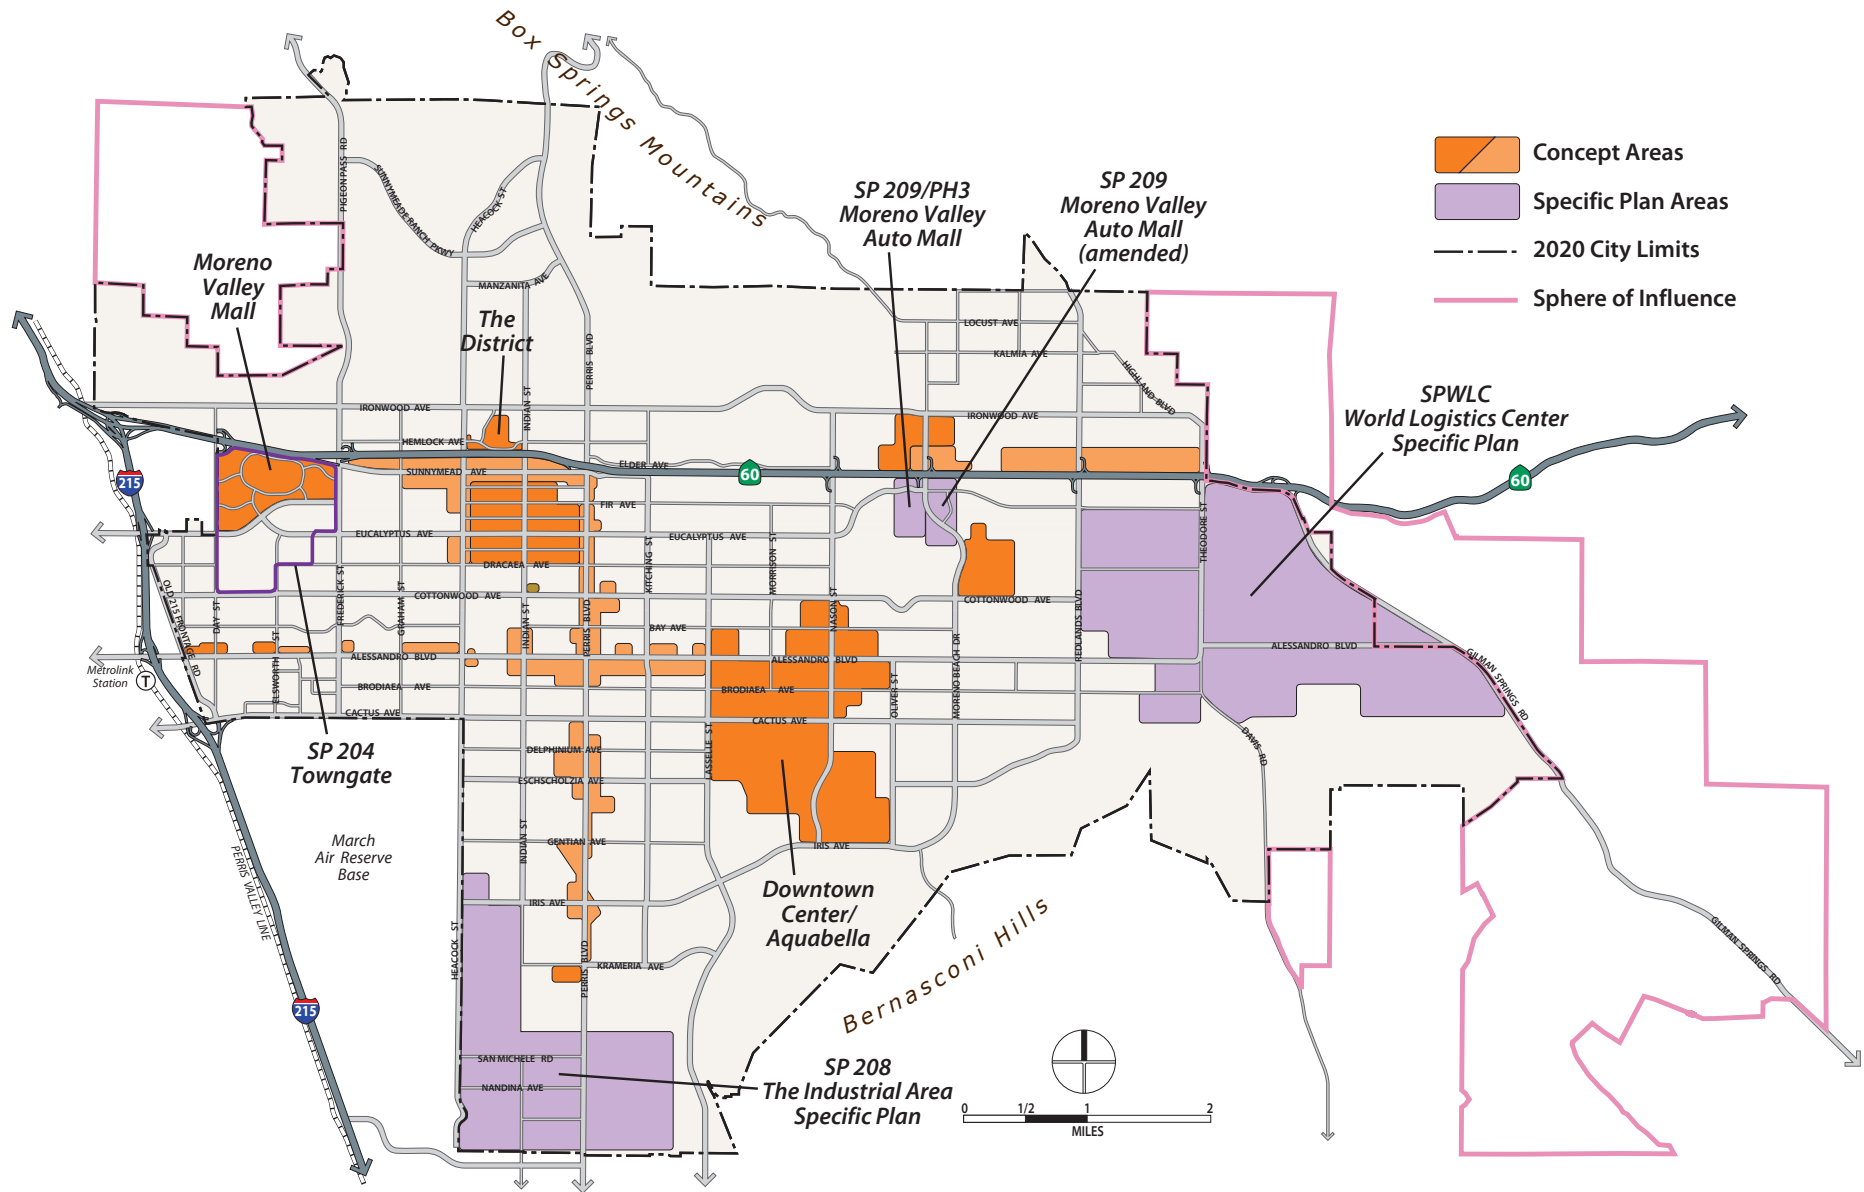 Box Springs Mountains
Concept Areas
Specific Plan Areas
2020 City Limits
Sphere of Influence
SP 209/PH3
Moreno Valley
Auto Mall
SP 209
Moreno Valley
Auto Mall
(amended)
Moreno
Valley
Mall
The
District
SPWLC
World Logistics Center
Specific Plan
PIGEON PASS RD
SUNNYMEADE RANCH PKWY
HEACOCK ST
MANZANITA AVE
PERRIS BLVD
INDIAN ST
LOCUST AVE
KALMIA AVE
HIGHLAND BLVD
IRONWOOD AVE
IRONWOOD AVE
HEMLOCK AVE
SUNNYMEAD AVE
ELDER AVE
60
60
215
FIR AVE
EUCALYPTUS AVE
EUCALYPTUS AVE
DRACAEA AVE
COTTONWOOD AVE
COTTONWOOD AVE
THEODORE ST
KITCHING ST
MORRISON ST
NASON ST
OLD 215 FRONTAGE RD
DAY ST
FREDERICK ST
GRAHAM ST
INDIAN ST
PERRIS BLVD
BAY AVE
REDLANDS BLVD
MORENO BEACH DR
ELSWORTH ST
ALESSANDRO BLVD
ALESSANDRO BLVD
ALESSANDRO BLVD
GILMAN SPRINGS RD
Metrolink
Station
T
BRODIAEA AVE
BRODIAEA AVE
OLIVER ST
CACTUS AVE
CACTUS AVE
LASSELLE ST
DAVIS RD
SP 204
Towngate
DELPHINIUM AVE
ESCHSCHOLZIA AVE
INDIAN ST
GENTIAN AVE
IRIS AVE
March
Air Reserve
Base
PERRIS VALLEY LINE
Downtown
Center/
Aquabella
IRIS AVE
HEACOCK ST
PERRIS BLVD
KRAMERIA AVE
Bernasconi Hills
GILMAN SPRINGS RD
215
SAN MICHELE RD
NANDINA AVE
SP 208
The Industrial Area
Specific Plan
0 1/2 1 2
MILES